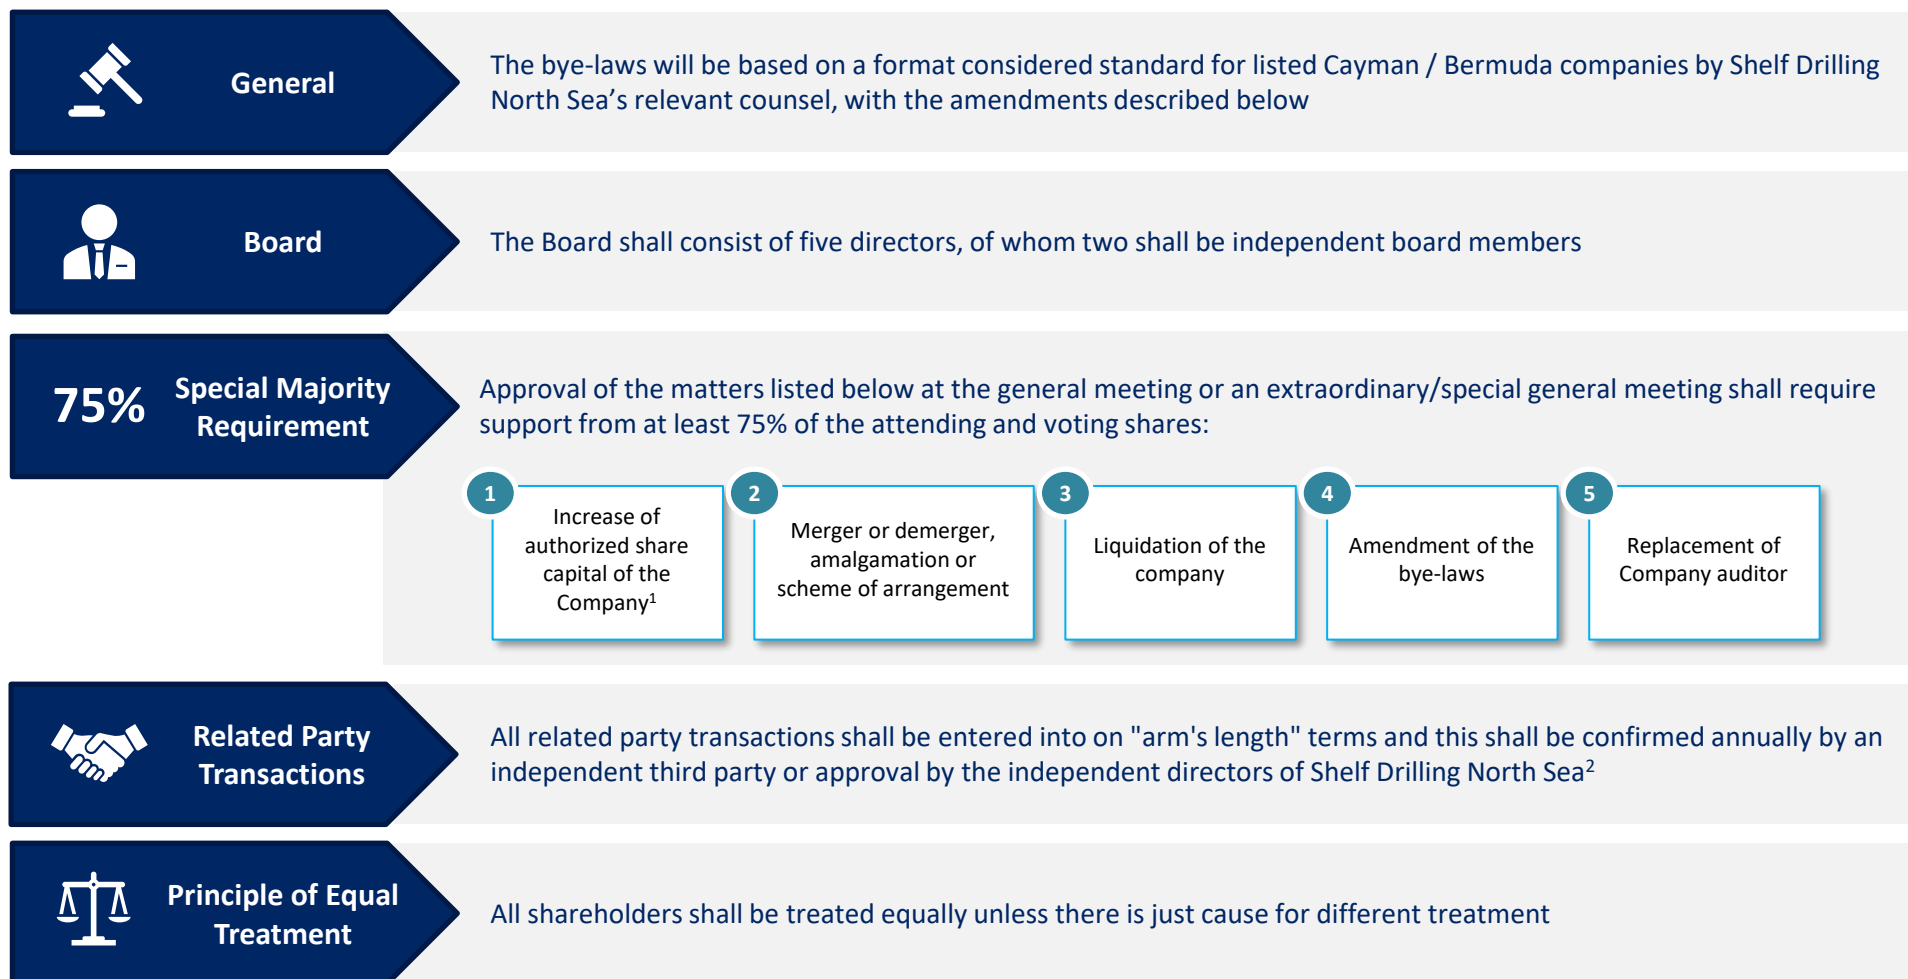 General
The bye-laws will be based on a format considered standard for listed Cayman / Bermuda companies by Shelf Drilling
North Sea’s relevant counsel, with the amendments described below
Board
The Board shall consist of five directors, of whom two shall be independent board members
75%
Special Majority
Requirement
Approval of the matters listed below at the general meeting or an extraordinary/special general meeting shall require
support from at least 75% of the attending and voting shares:
1
Increase of
authorized share
capital of the
Company¹
2
Merger or demerger,
amalgamation or
scheme of arrangement
3
Liquidation of the
company
4
Amendment of the
bye-laws
5
Replacement of
Company auditor
Related Party
Transactions
All related party transactions shall be entered into on "arm's length" terms and this shall be confirmed annually by an
independent third party or approval by the independent directors of Shelf Drilling North Sea²
Principle of Equal
Treatment
All shareholders shall be treated equally unless there is just cause for different treatment